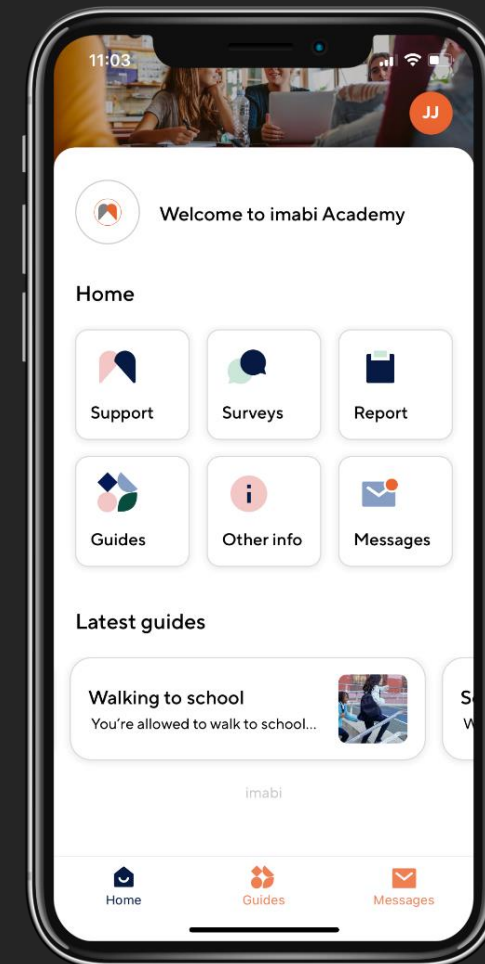 11:03
JJ
Welcome to imabi Academy
Home
Support
Surveys
Report
Guides
Other info
Messages
Latest guides
Walking to school
You're allowed to walk to school...
imabi
Home
Guides
Messages